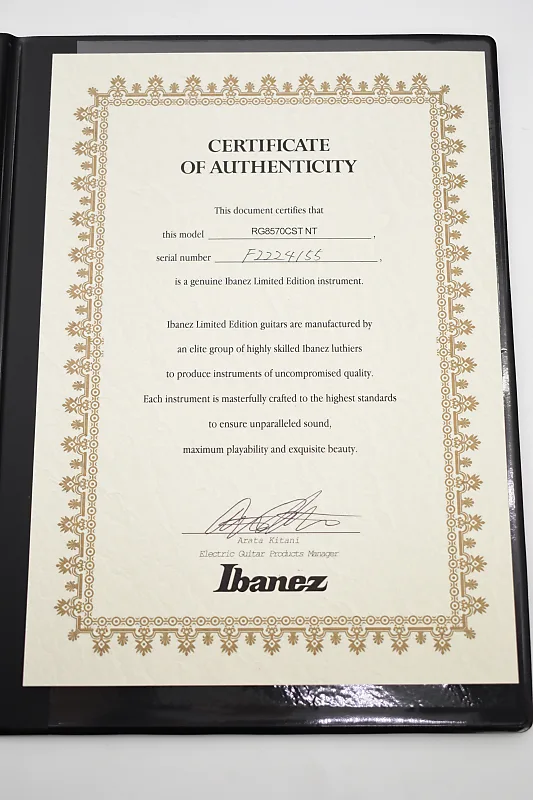 CERTIFICATE
OF AUTHENTICITY
This document certifies that
this model RG8570CST NT,
serial number F2224155,
is a genuine Ibanez Limited Edition instrument.
Ibanez Limited Edition guitars are manufactured by
an elite group of highly skilled Ibanez luthiers
to produce instruments of uncompromised quality.
Each instrument is masterfully crafted to the highest standards
to ensure unparalleled sound,
maximum playability and exquisite beauty.
Arata Kitani
Electric Guitar Products Manager
Ibanez